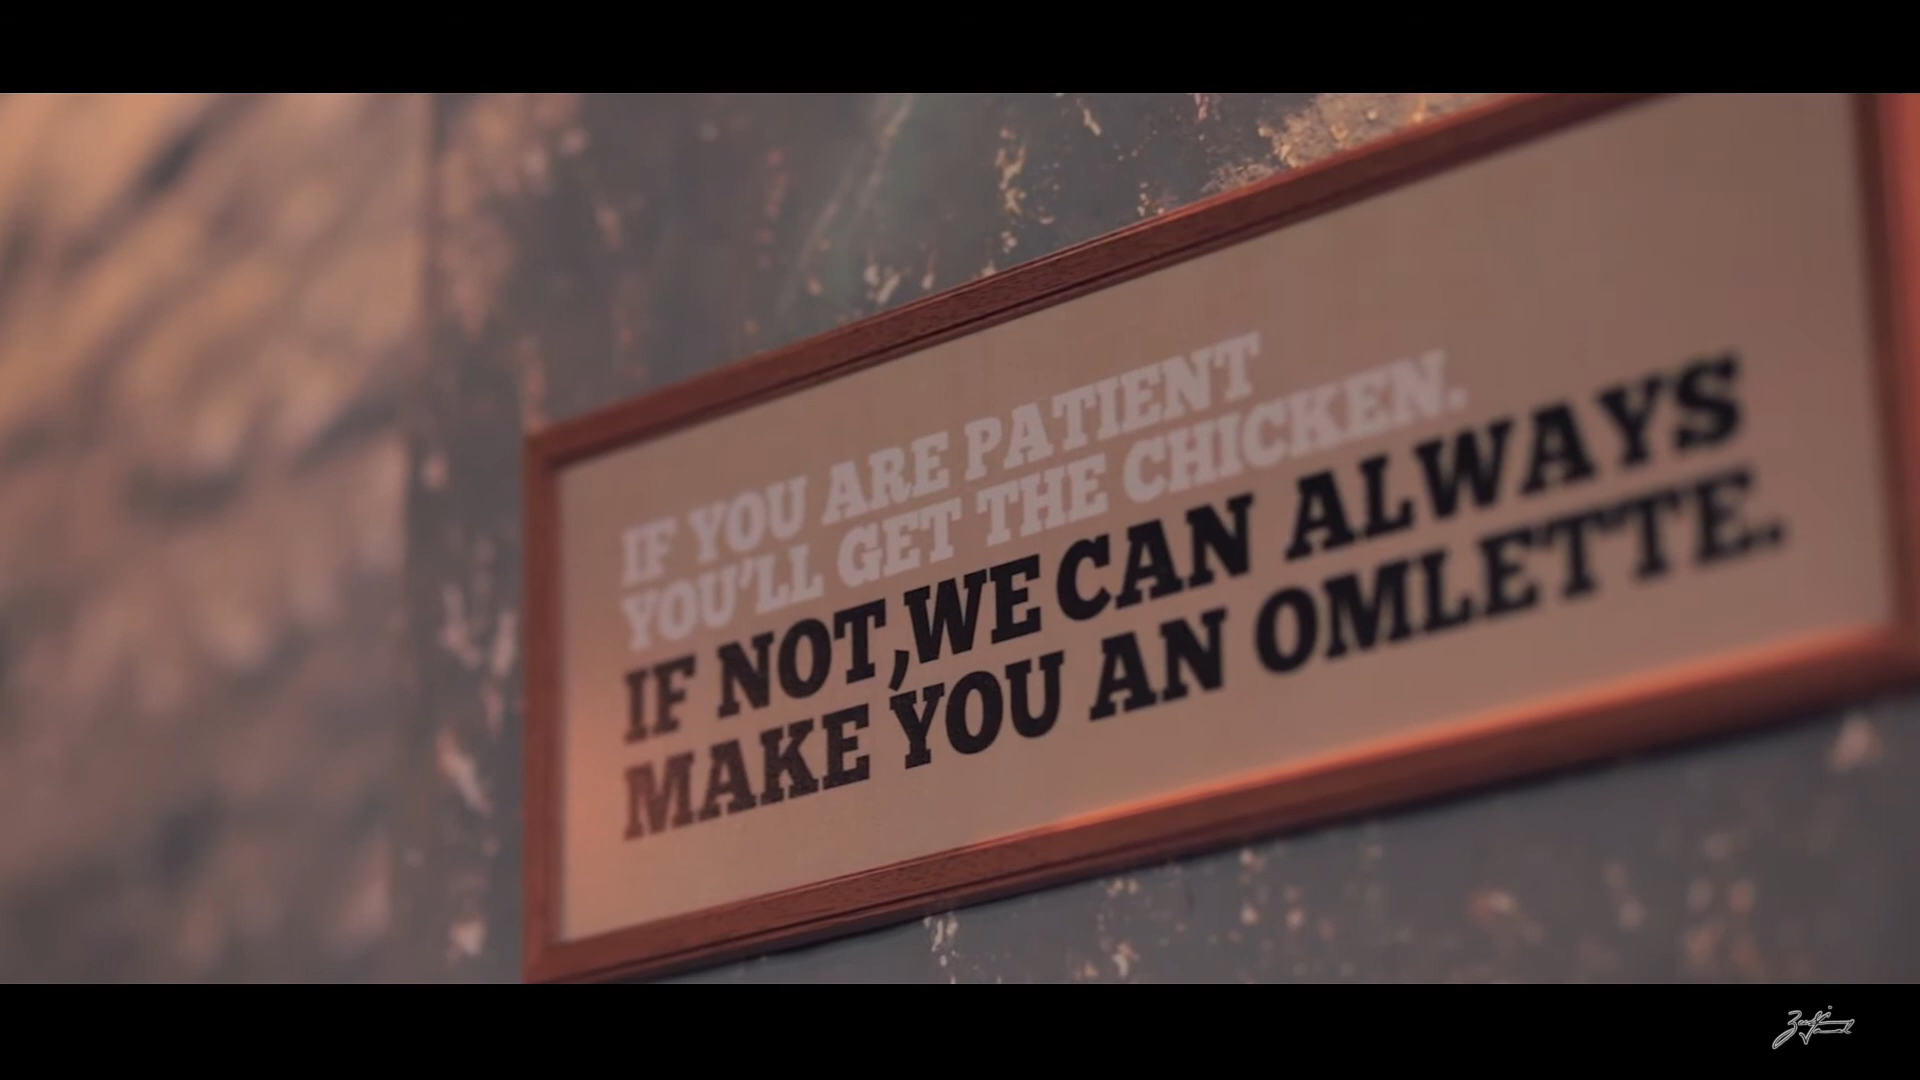 IF YOU ARE PATIENT
YOU'LL GET THE CHICKEN.
IF NOT,WE CAN ALWAYS
MAKE YOU AN OMLETTE.